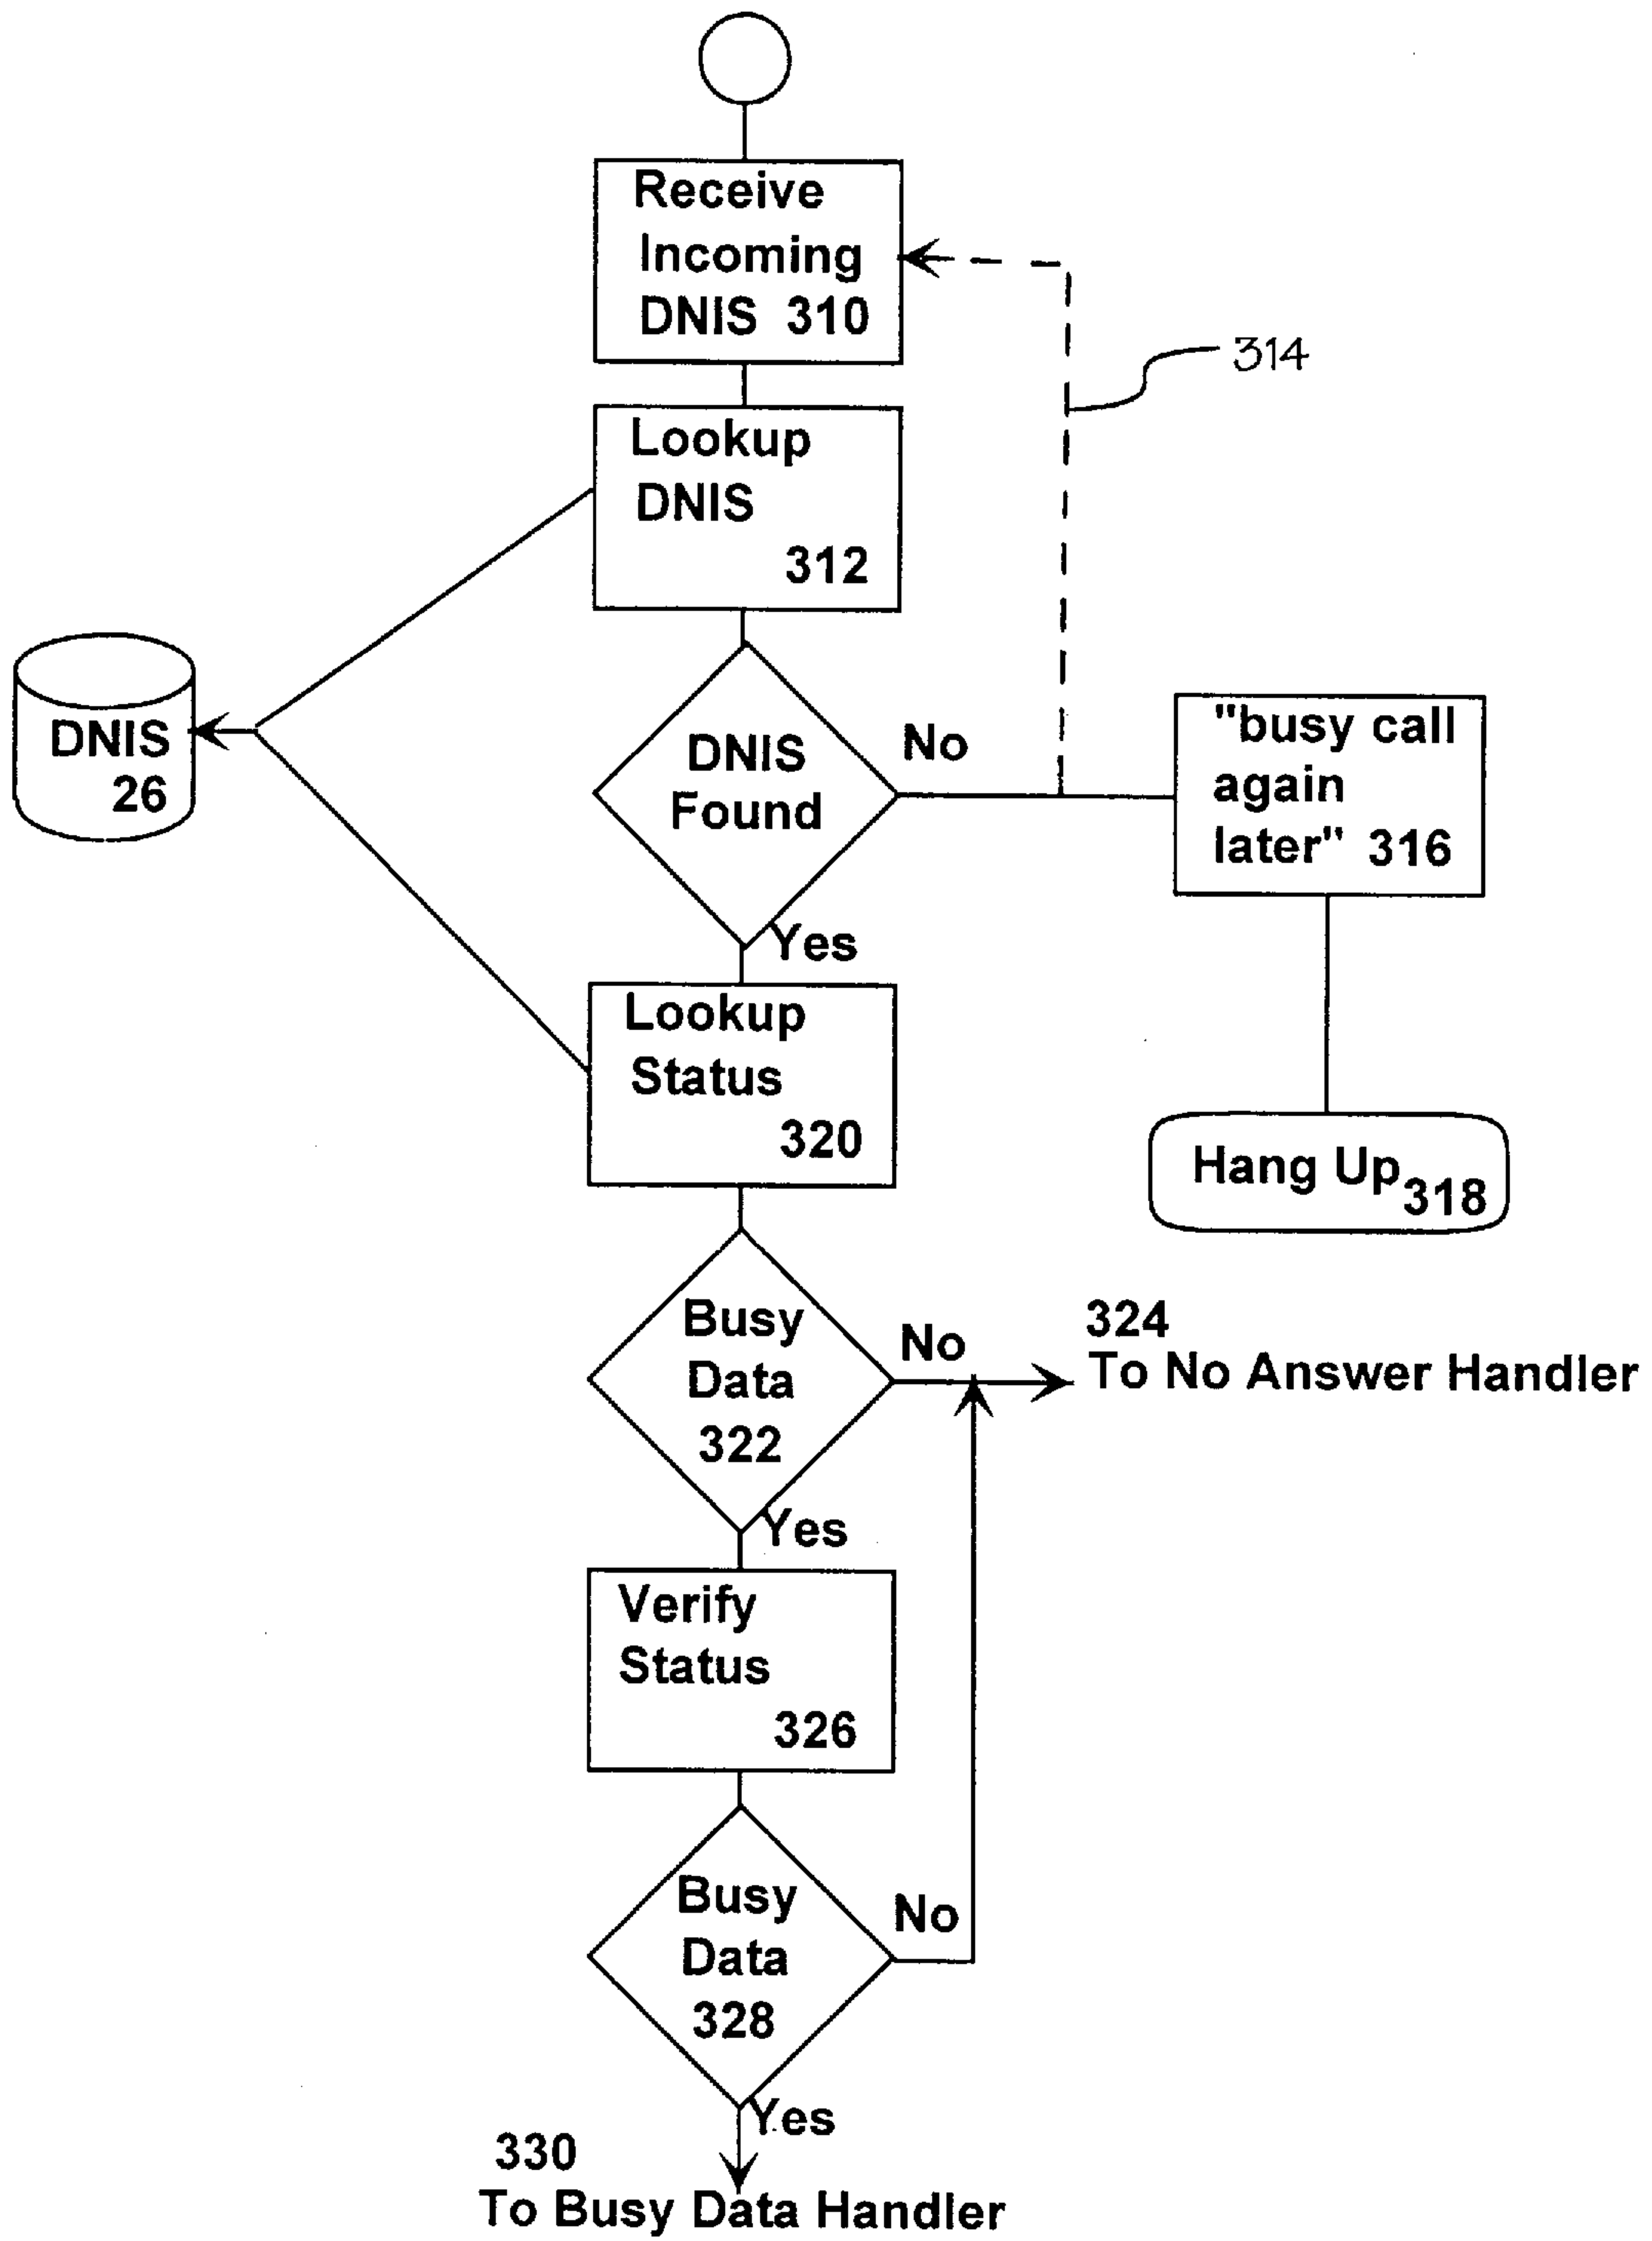 Receive
Incoming
DNIS 310
314
Lookup
DNIS
312
DNIS
26
DNIS
Found
No
"busy call
again
later" 316
Yes
Lookup
Status
320
Hang Up 318
Busy
Data
322
No
324
To No Answer Handler
Yes
Verify
Status
326
Busy
Data
328
No
Yes
330
To Busy Data Handler